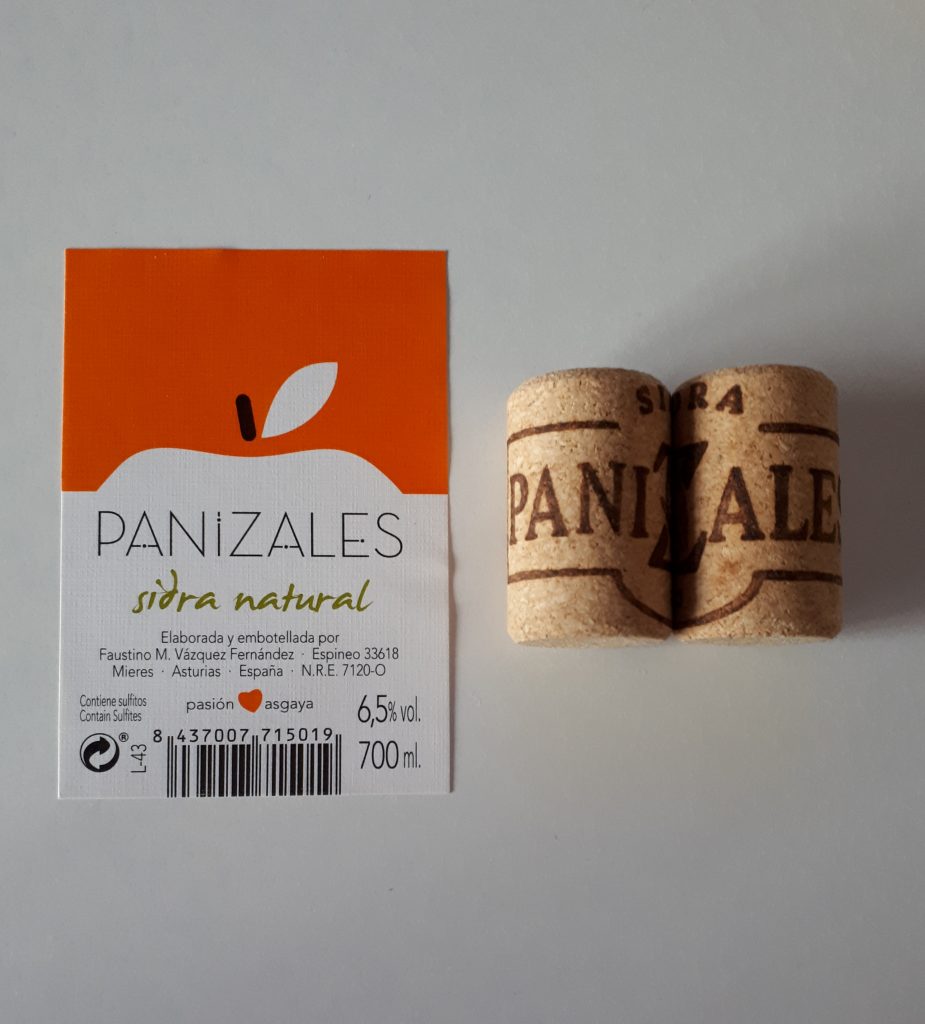 PANIZALES
sidra natural
Elaborada y embotellada por
Faustino M. Vázquez Fernández · Espineo 33618
Mieres · Asturias · España · N.R.E. 7120-O
Contiene sulfitos
Contain Sulfites
pasión asgaya
6,5% vol.
®
L-43
8 437007 715019
700 ml.
SIDRA
PANIZALES